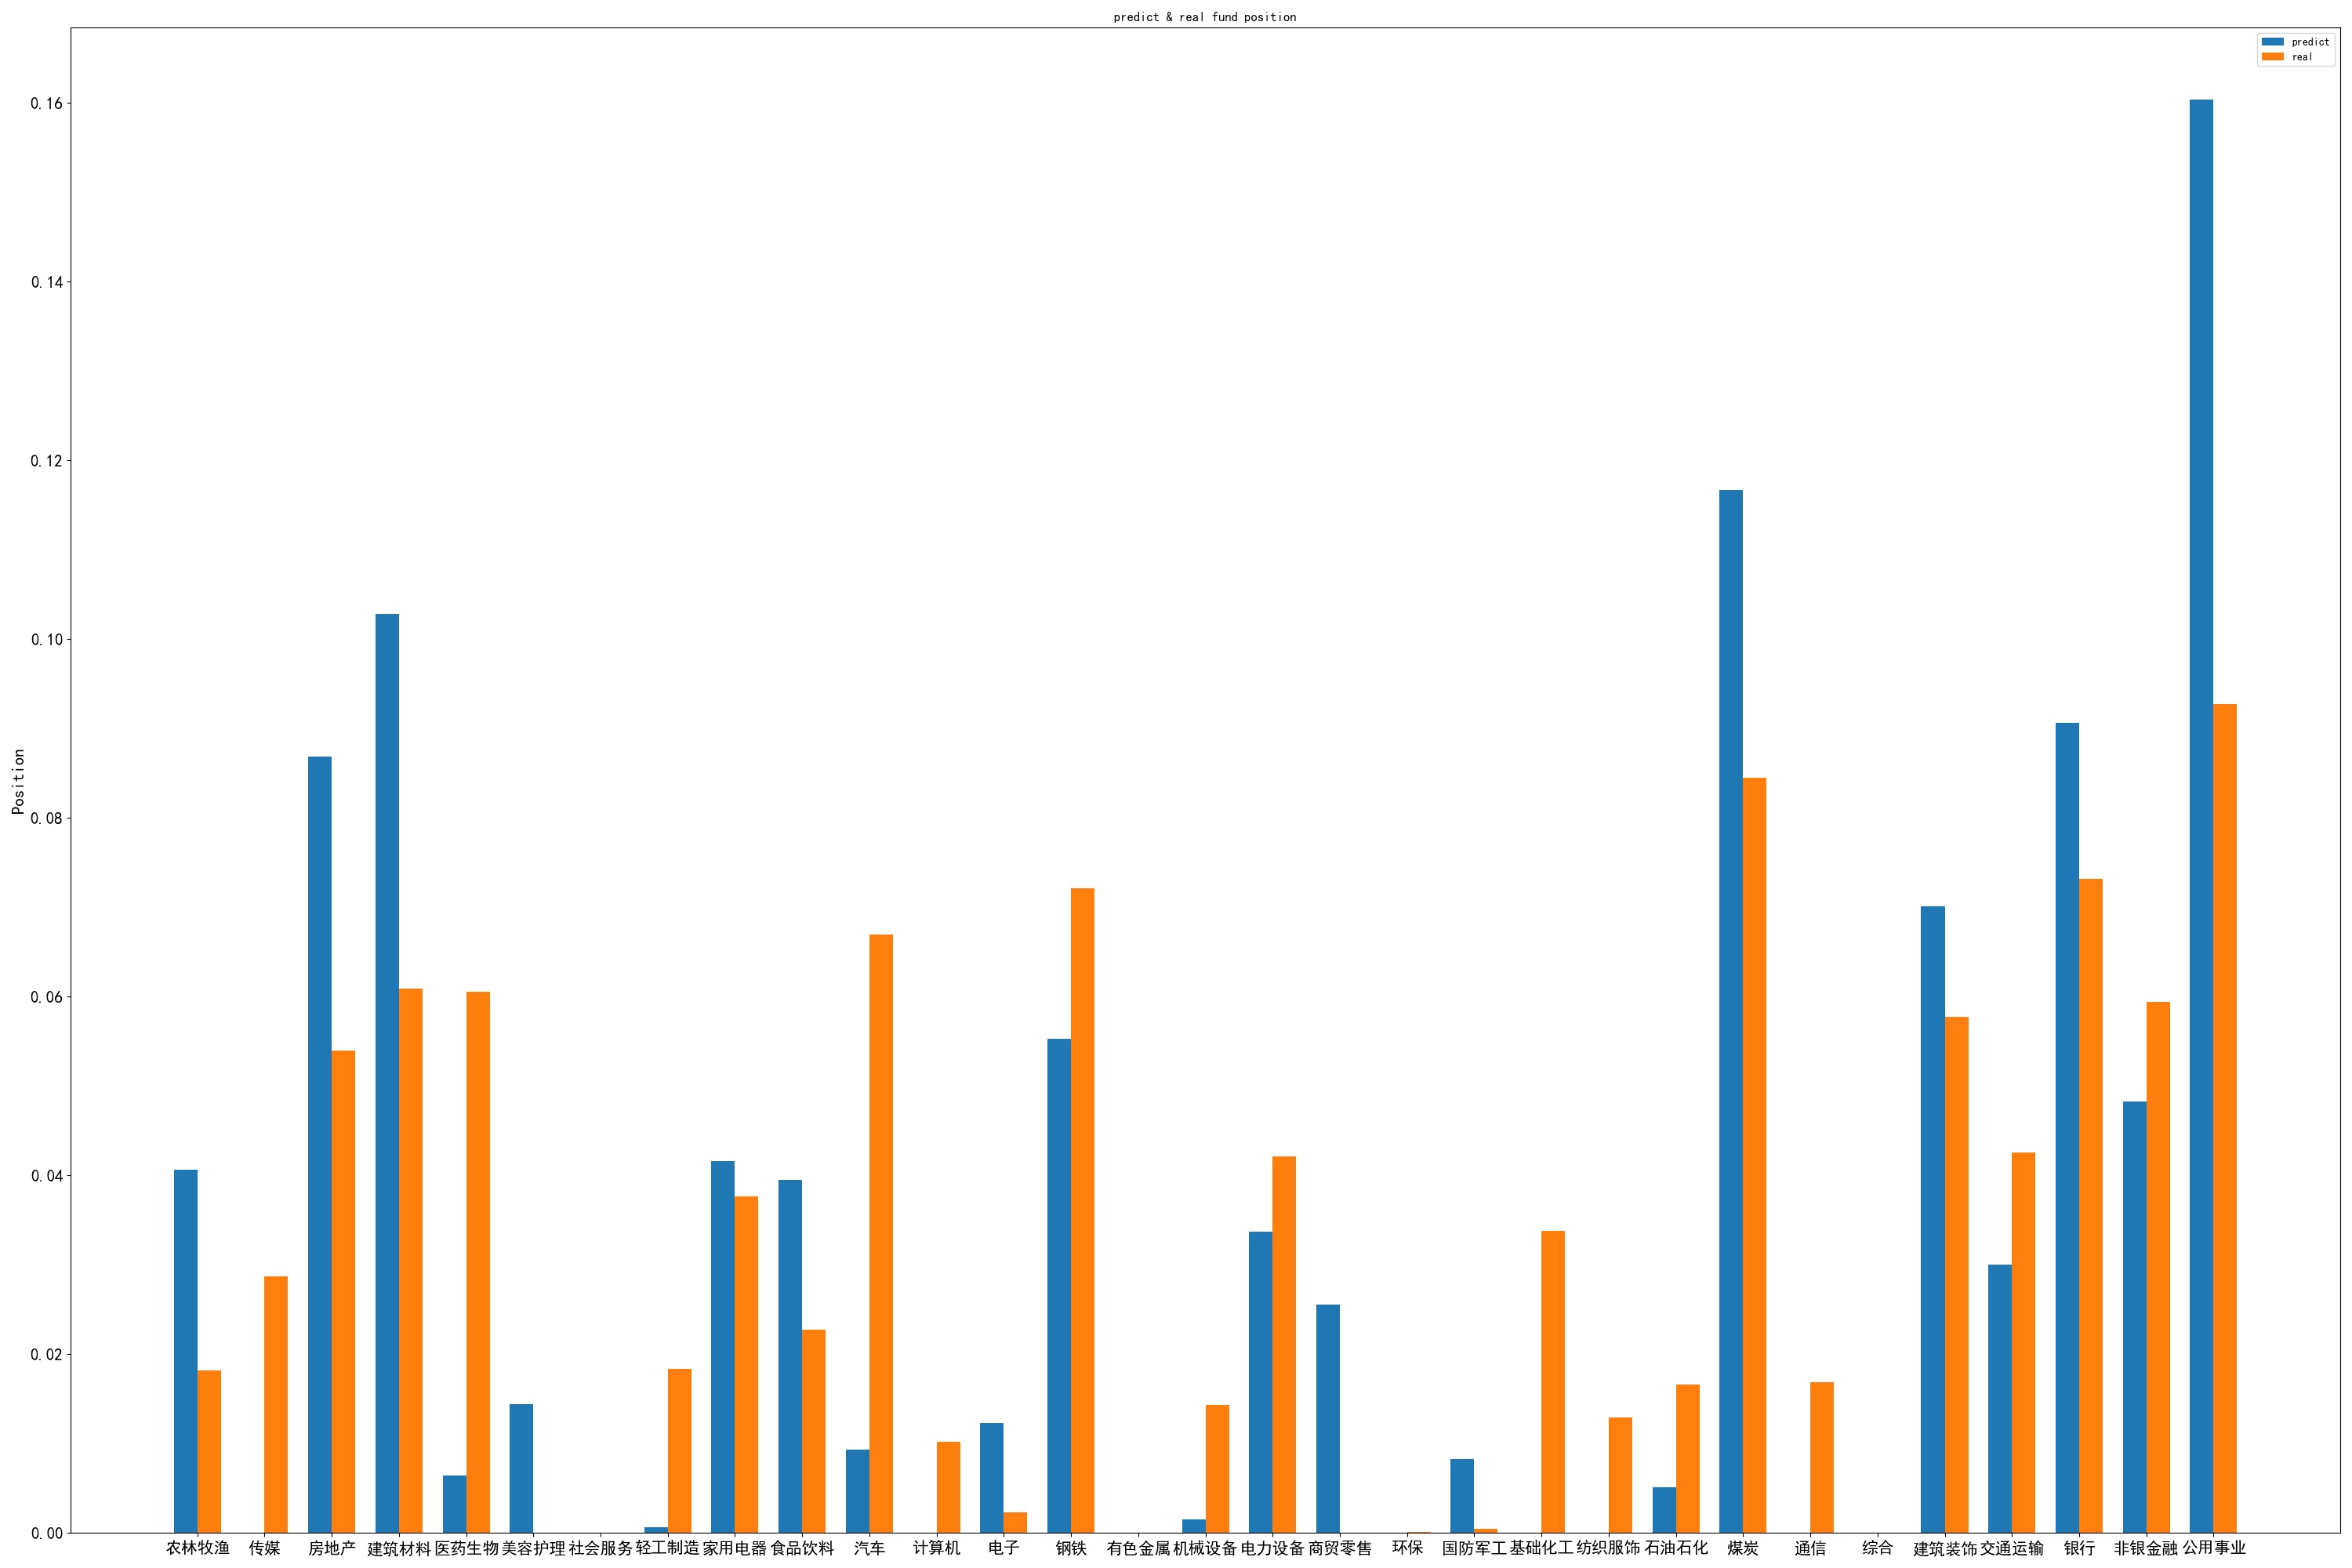 predict & real fund position
predict
real
Position
0.16
0.14
0.12
0.10
0.08
0.06
0.04
0.02
0.00
农林牧渔 传媒 房地产 建筑材料 医药生物 美容护理 社会服务 轻工制造 家用电器 食品饮料 汽车 计算机 电子 钢铁 有色金属 机械设备 电力设备 商贸零售 环保 国防军工 基础化工 纺织服饰 石油石化 煤炭 通信 综合 建筑装饰 交通运输 银行 非银金融 公用事业